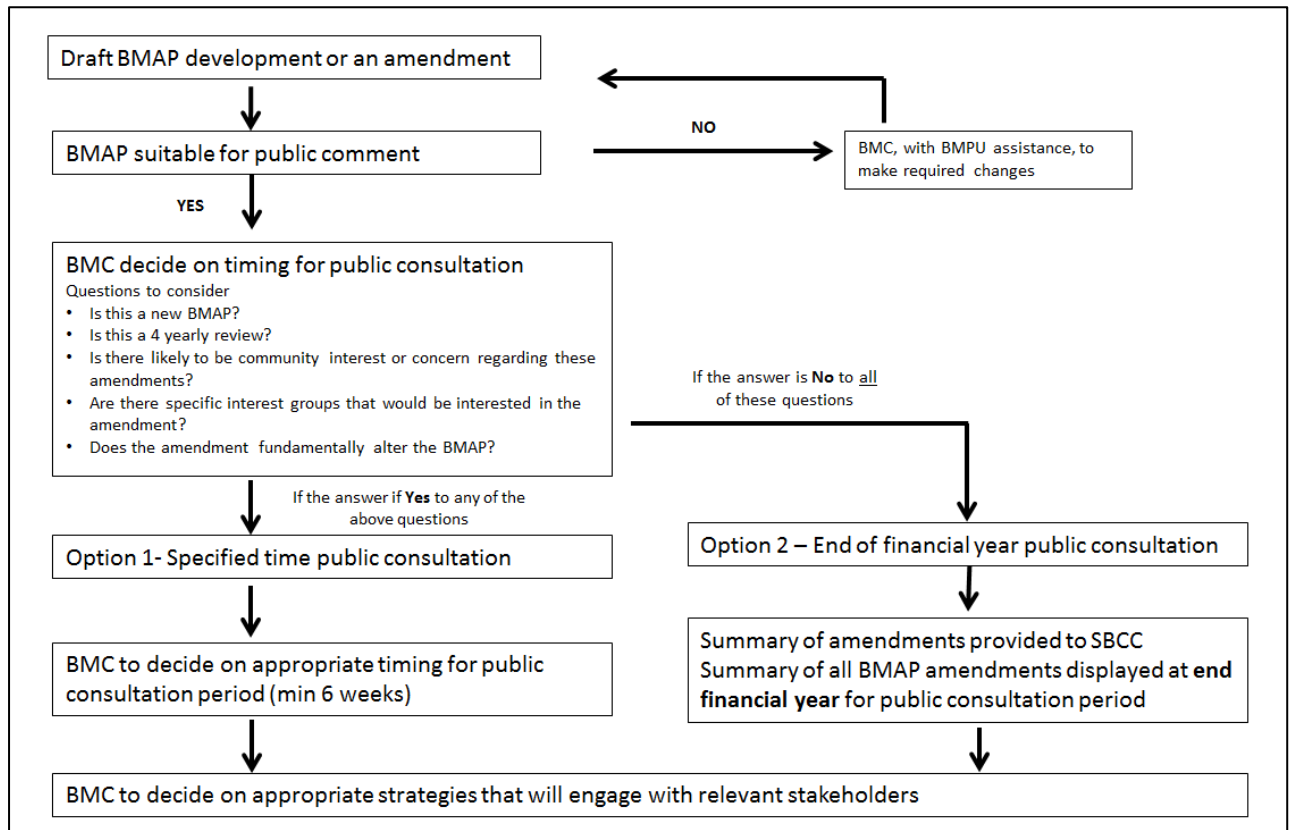 Draft BMAP development or an amendment
BMAP suitable for public comment
NO
BMC, with BMPU assistance, to
make required changes
YES
BMC decide on timing for public consultation
Questions to consider
• Is this a new BMAP?
• Is this a 4 yearly review?
• Is there likely to be community interest or concern regarding these
amendments?
• Are there specific interest groups that would be interested in the
amendment?
• Does the amendment fundamentally alter the BMAP?
If the answer is No to all
of these questions
If the answer if Yes to any of the
above questions
Option 1- Specified time public consultation
Option 2 – End of financial year public consultation
BMC to decide on appropriate timing for public
consultation period (min 6 weeks)
Summary of amendments provided to SBCC
Summary of all BMAP amendments displayed at end
financial year for public consultation period
BMC to decide on appropriate strategies that will engage with relevant stakeholders